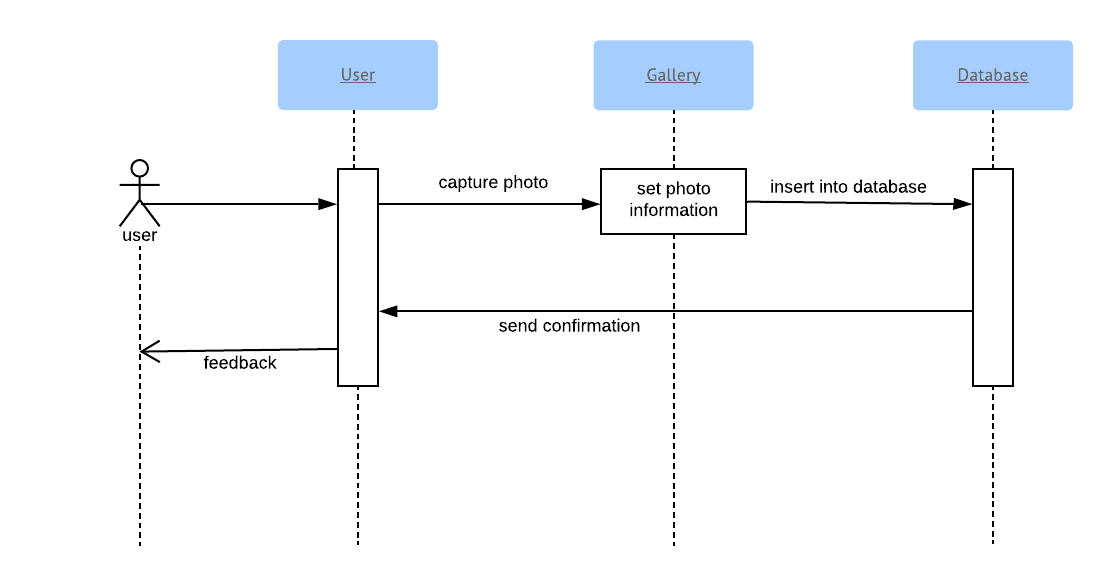 User
Gallery
Database
capture photo
set photo
information
insert into database
user
send confirmation
feedback